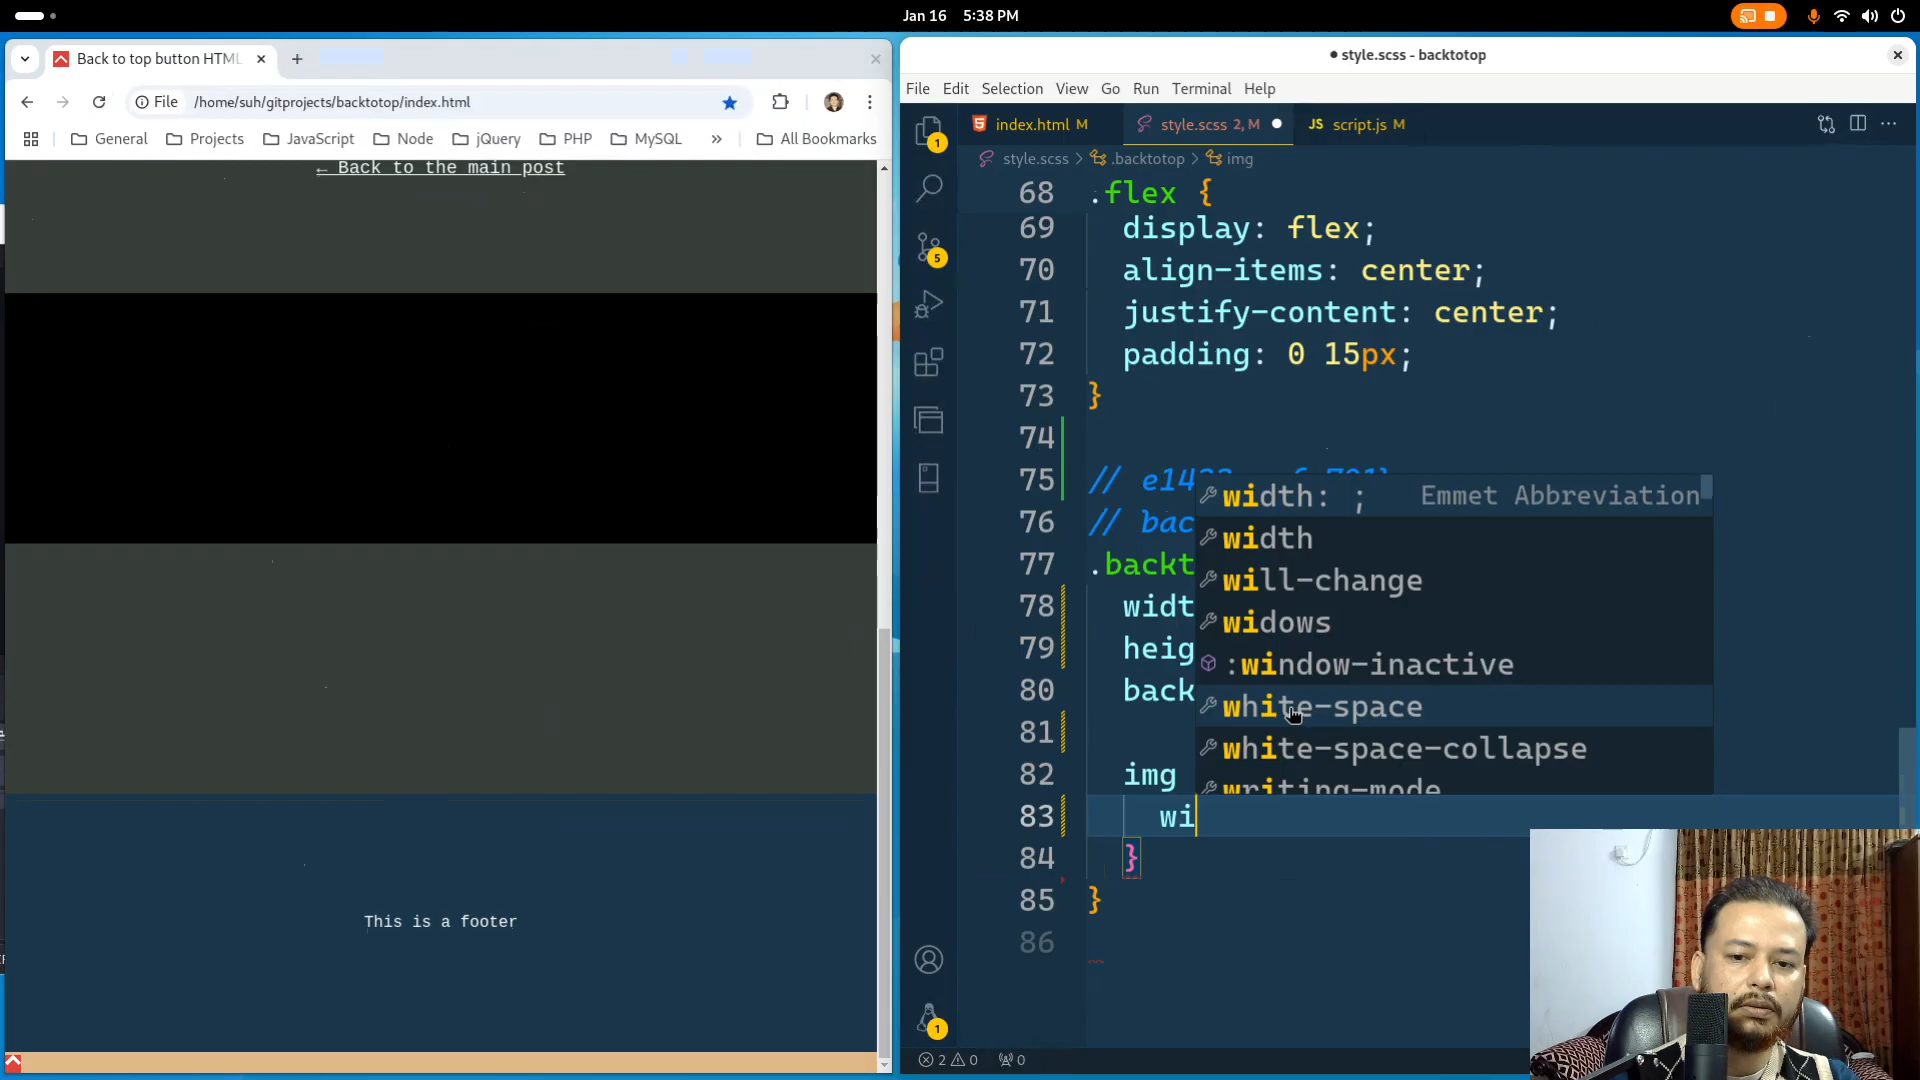 Jan 16 5:38 PM
Back to top button HTML
File /home/suh/gitprojects/backtotop/index.html
General Projects JavaScript Node jQuery PHP MySQL » All Bookmarks
← Back to the main post
This is a footer
style.scss - backtotop
File Edit Selection View Go Run Terminal Help
index.html M style.scss 2, M JS script.js M
style.scss > .backtotop > img
1
5
1
68 .flex {
69 display: flex;
70 align-items: center;
71 justify-content: center;
72 padding: 0 15px;
73 }
74
75 //
76 // bac
77 .backt
78 widt
79 heig
80 back
81
82 img
83 wi
84 }
85 }
86
width: ; Emmet Abbreviation
width
will-change
widows
:window-inactive
white-space
white-space-collapse
writing-mode
2 0 0